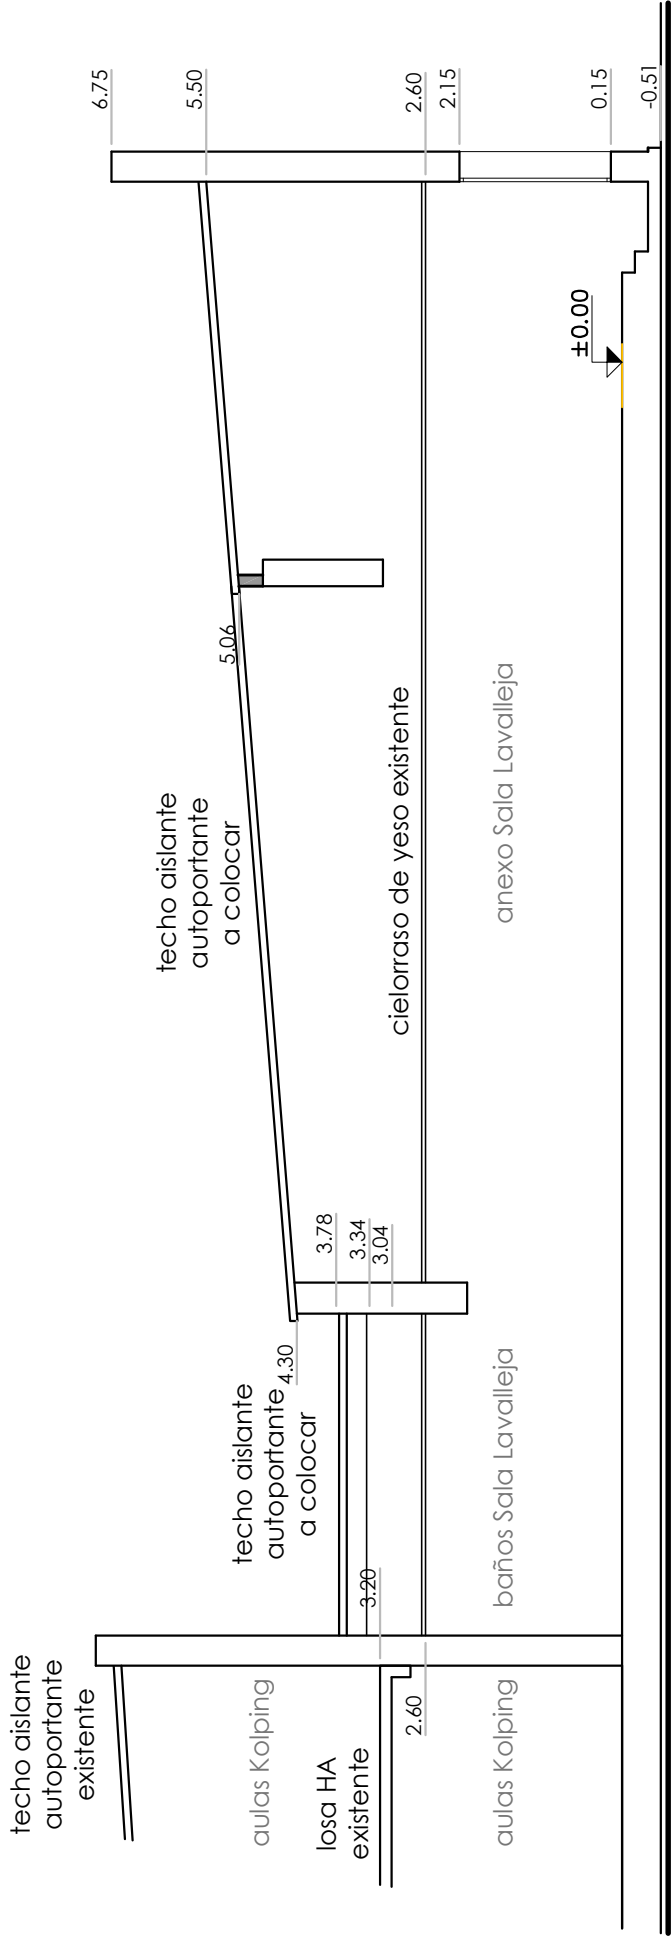 techo aislante
autoportante
existente
aulas Kolping
losa HA
existente
aulas Kolping
2.60
3.20
techo aislante
autoportante
a colocar
4.30
baños Sala Lavalleja
3.78
3.34
3.04
techo aislante
autoportante
a colocar
cielorraso de yeso existente
anexo Sala Lavalleja
5.06
±0.00
6.75
5.50
2.60
2.15
0.15
-0.51